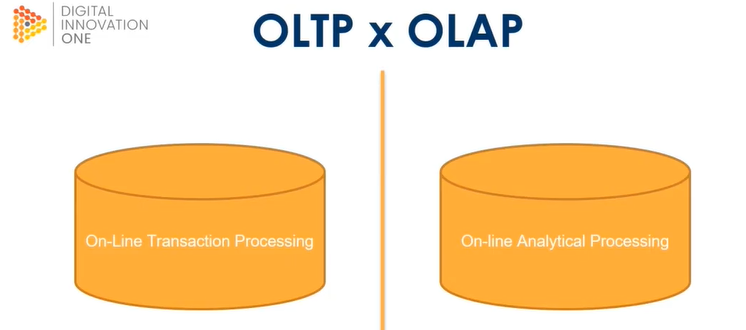 DIGITAL
INNOVATION
ONE
OLTP x OLAP
On-Line Transaction Processing
On-line Analytical Processing